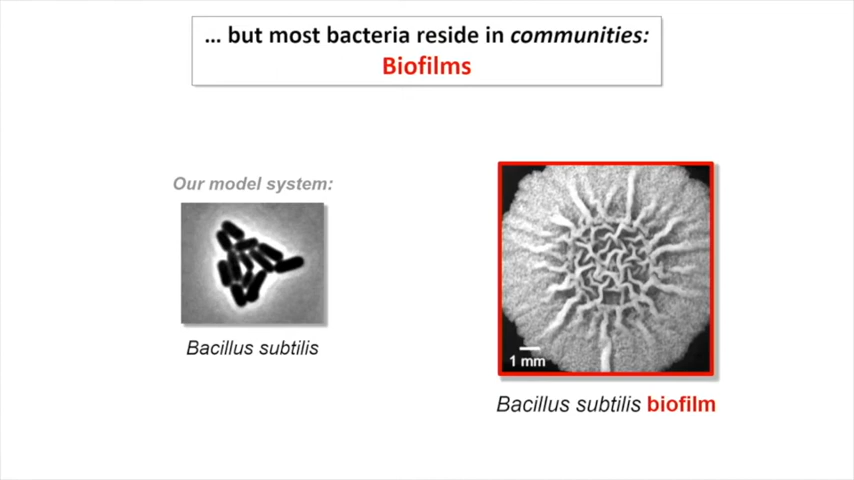 ... but most bacteria reside in communities:
Biofilms
Our model system:
Bacillus subtilis
1 mm
Bacillus subtilis biofilm